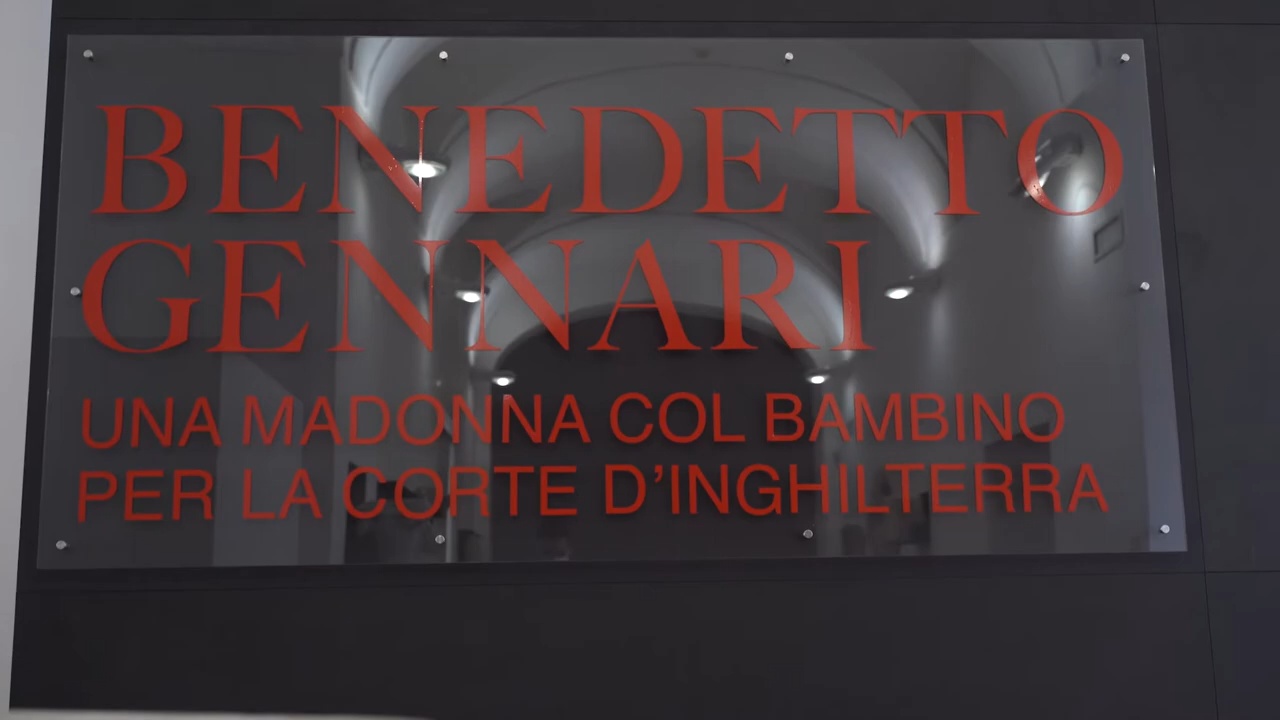 BENEDETTO
GENNARI
UNA MADONNA COL BAMBINO
PER LA CORTE D’INGHILTERRA